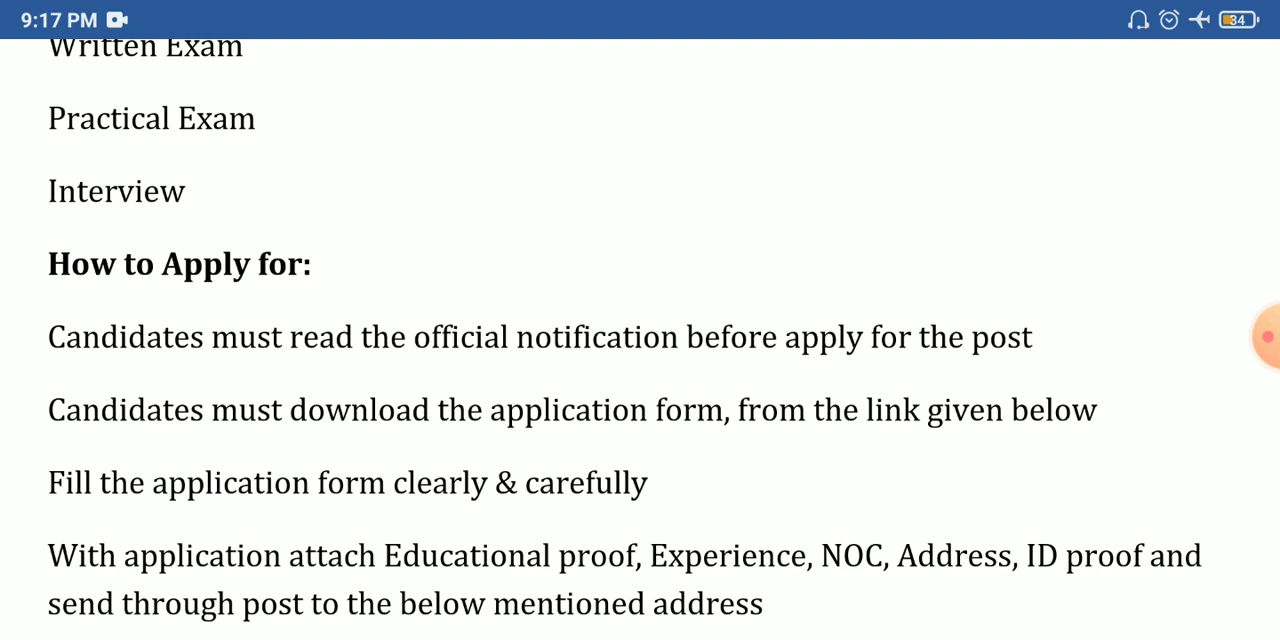 9:17 PM
34
Written Exam
Practical Exam
Interview
How to Apply for:
Candidates must read the official notification before apply for the post
Candidates must download the application form, from the link given below
Fill the application form clearly & carefully
With application attach Educational proof, Experience, NOC, Address, ID proof and
send through post to the below mentioned address